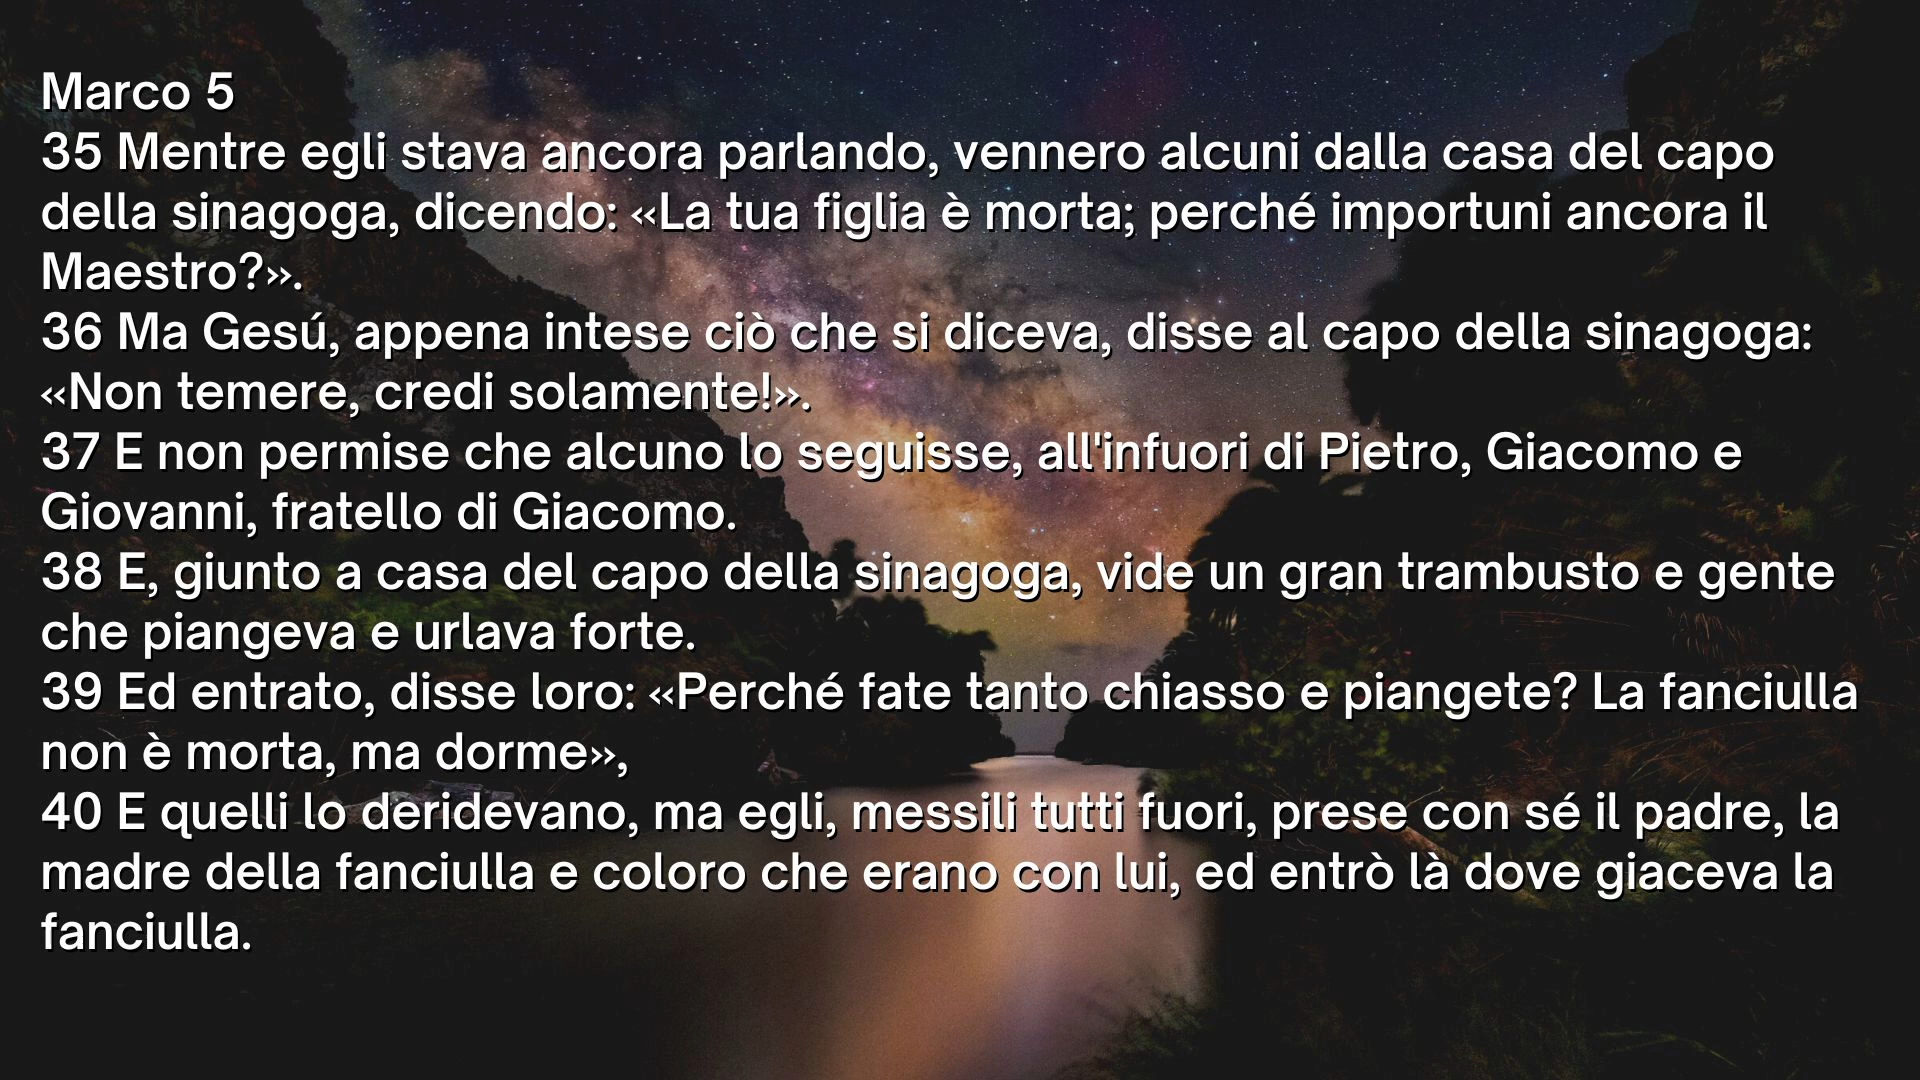 Marco 5
35 Mentre egli stava ancora parlando, vennero alcuni dalla casa del capo
della sinagoga, dicendo: «La tua figlia è morta; perché importuni ancora il
Maestro?».
36 Ma Gesú, appena intese ciò che si diceva, disse al capo della sinagoga:
«Non temere, credi solamente!».
37 E non permise che alcuno lo seguisse, all'infuori di Pietro, Giacomo e
Giovanni, fratello di Giacomo.
38 E, giunto a casa del capo della sinagoga, vide un gran trambusto e gente
che piangeva e urlava forte.
39 Ed entrato, disse loro: «Perché fate tanto chiasso e piangete? La fanciulla
non è morta, ma dorme»,
40 E quelli lo deridevano, ma egli, messili tutti fuori, prese con sé il padre, la
madre della fanciulla e coloro che erano con lui, ed entrò là dove giaceva la
fanciulla.